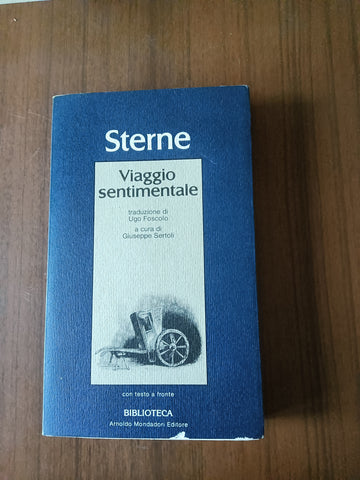 Sterne
Viaggio
sentimentale
traduzione di
Ugo Foscolo
a cura di
Giuseppe Sertoli
con testo a fronte
BIBLIOTECA
Arnoldo Mondadori Editore